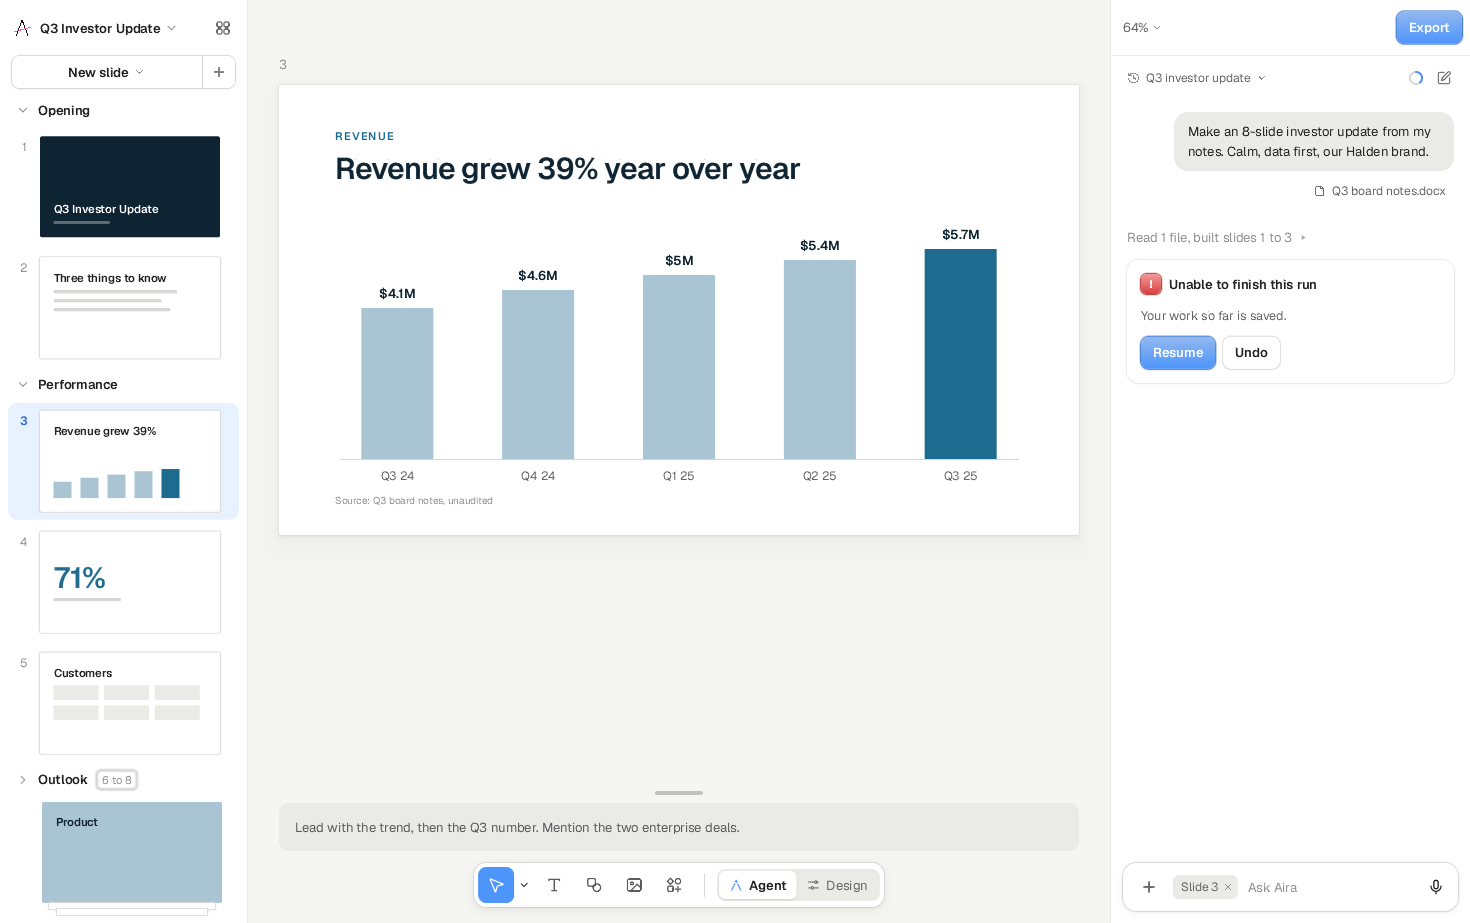 Q3 Investor Update
New slide
Opening
1
Q3 Investor Update
2
Three things to know
Performance
3
Revenue grew 39%
4
71%
5
Customers
Outlook
6 to 8
Product
3
REVENUE
Revenue grew 39% year over year
$4.1M
$4.6M
$5M
$5.4M
$5.7M
Q3 24
Q4 24
Q1 25
Q2 25
Q3 25
Source: Q3 board notes, unaudited
Lead with the trend, then the Q3 number. Mention the two enterprise deals.
Agent
Design
64%
Export
Q3 investor update
Make an 8-slide investor update from my
notes. Calm, data first, our Halden brand.
Q3 board notes.docx
Read 1 file, built slides 1 to 3
Unable to finish this run
Your work so far is saved.
Resume
Undo
Slide 3
Ask Aira